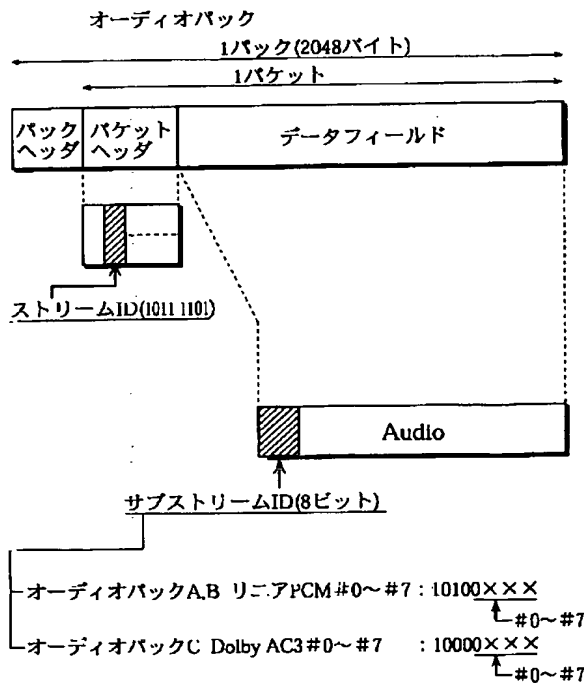 オーディオパック
1パック(2048バイト)
1パケット
パック
ヘッダ
パケット
ヘッダ
データフィールド
ストリームID(1011 1101)
Audio
サブストリームID(8ビット)
オーディオパックA,B リニアPCM#0～#7 : 10100×××
#0～#7
オーディオパックC Dolby AC3#0～#7 : 10000×××
#0～#7